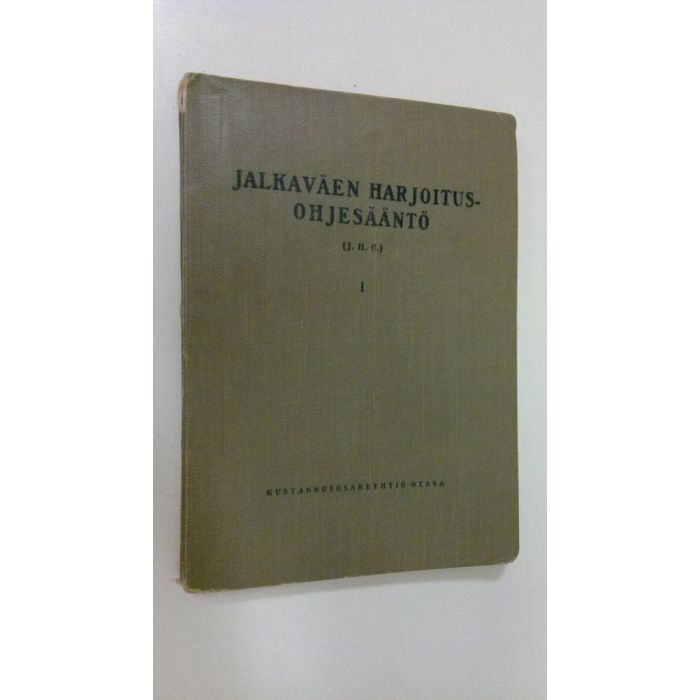 JALKAVÄEN HARJOITUS-
OHJESÄÄNTÖ
(J. H. O.)
I
KUSTANNUSOSAKEYHTIÖ OTAVA